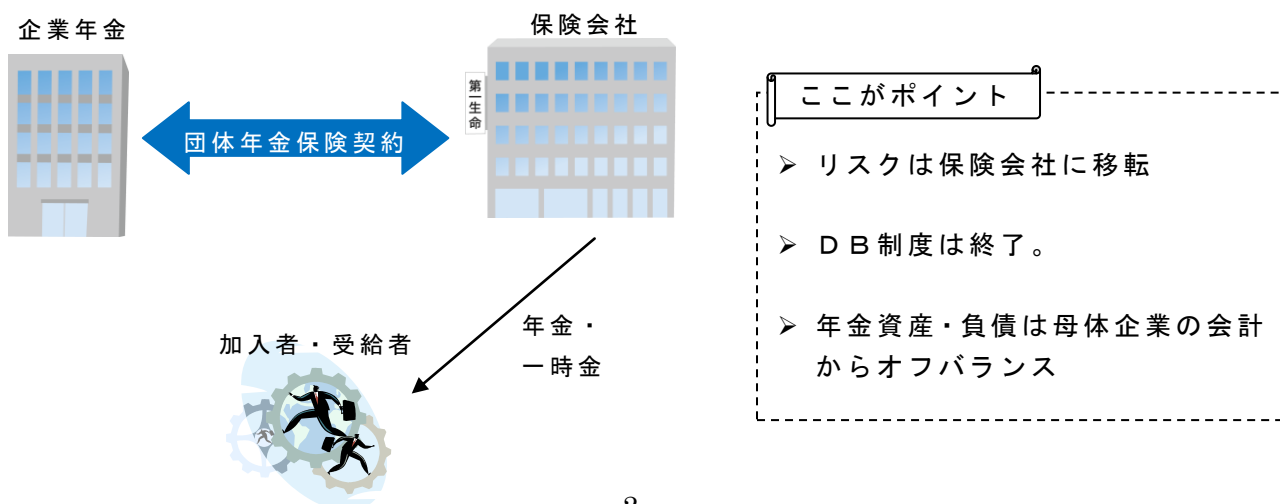 企業年金
保険会社
第一生命
団体年金保険契約
年金・
一時金
加入者・受給者
ここがポイント
➢ リスクは保険会社に移転
➢ ＤＢ制度は終了。
➢ 年金資産・負債は母体企業の会計
からオフバランス